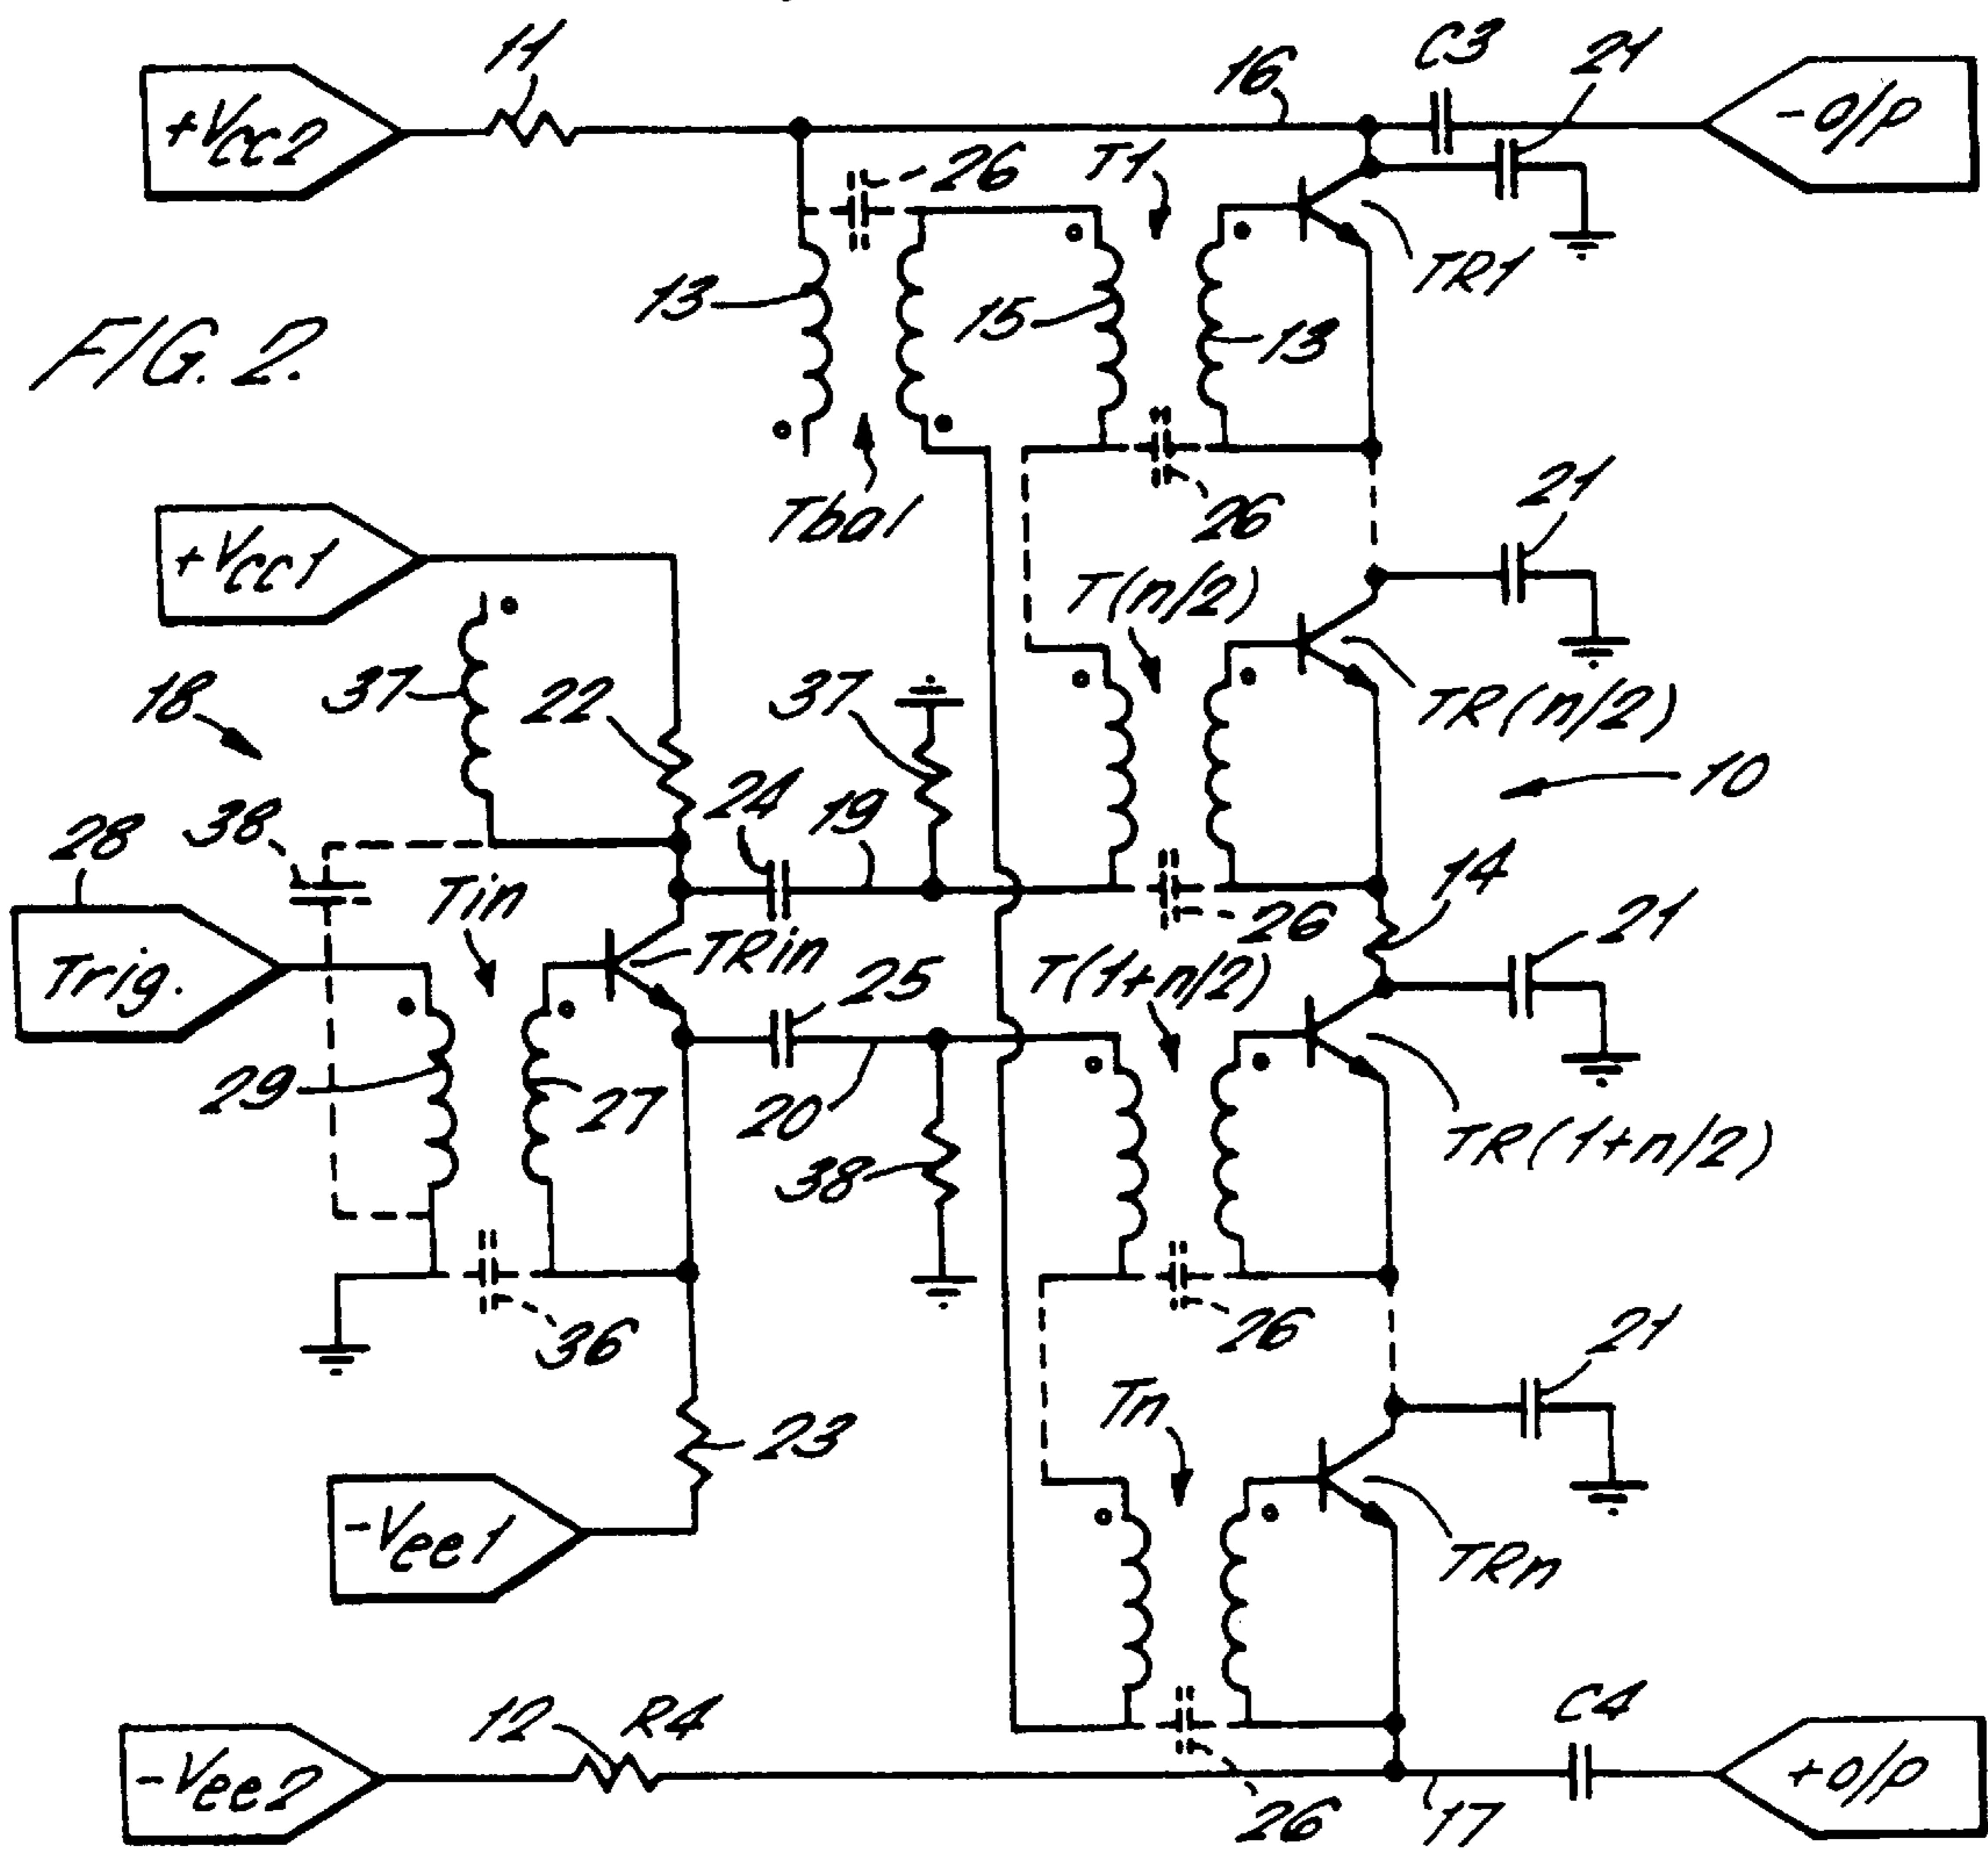 11
16
C3
21
+Vcc2
-O/P
26
T1
TR1
13
15
13
FIG. 2.
Tbal
26
21
+Vcc1
T(n/2)
37
22
37
TR(n/2)
18
10
28
38
24
19
14
Tin
26
21
Trig.
TRin
25
T(1+n/2)
29
27
20
38
TR(1+n/2)
36
26
21
Tn
23
-Vee1
TRn
12
R4
C4
-Vee2
+O/P
26
17